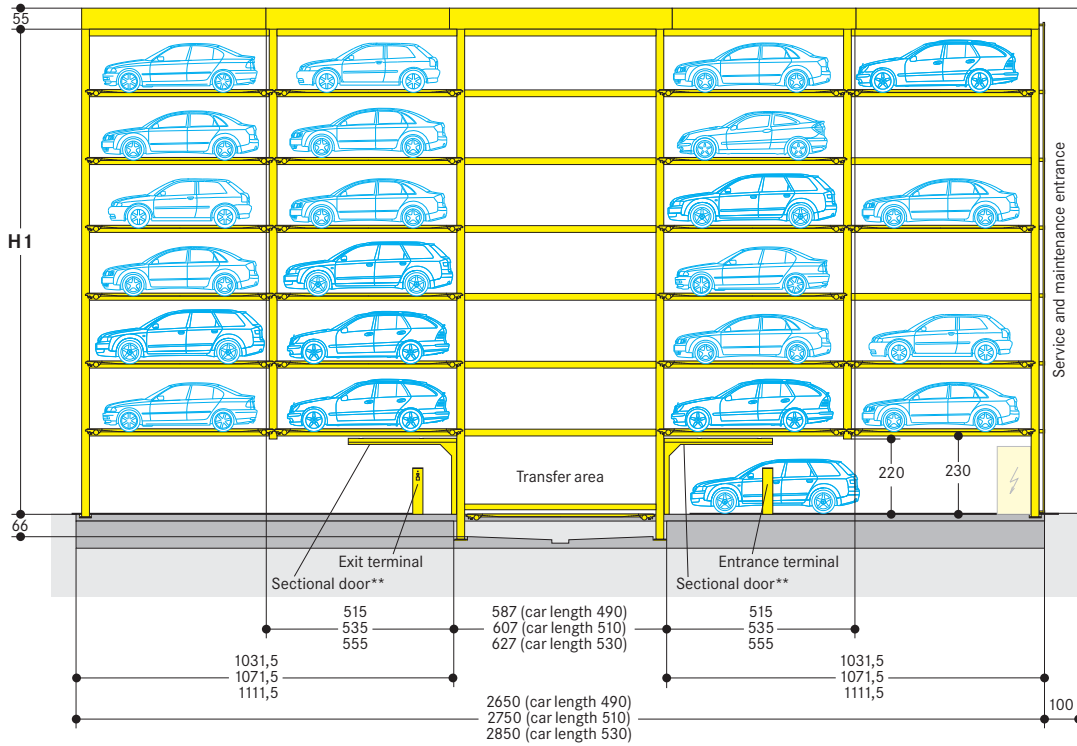 55
H1
Service and maintenance entrance
220
230
Transfer area
66
Exit terminal
Entrance terminal
Sectional door**
Sectional door**
515
535
555
587 (car length 490)
607 (car length 510)
627 (car length 530)
515
535
555
1031,5
1071,5
1111,5
1031,5
1071,5
1111,5
2650 (car length 490)
2750 (car length 510)
2850 (car length 530)
100